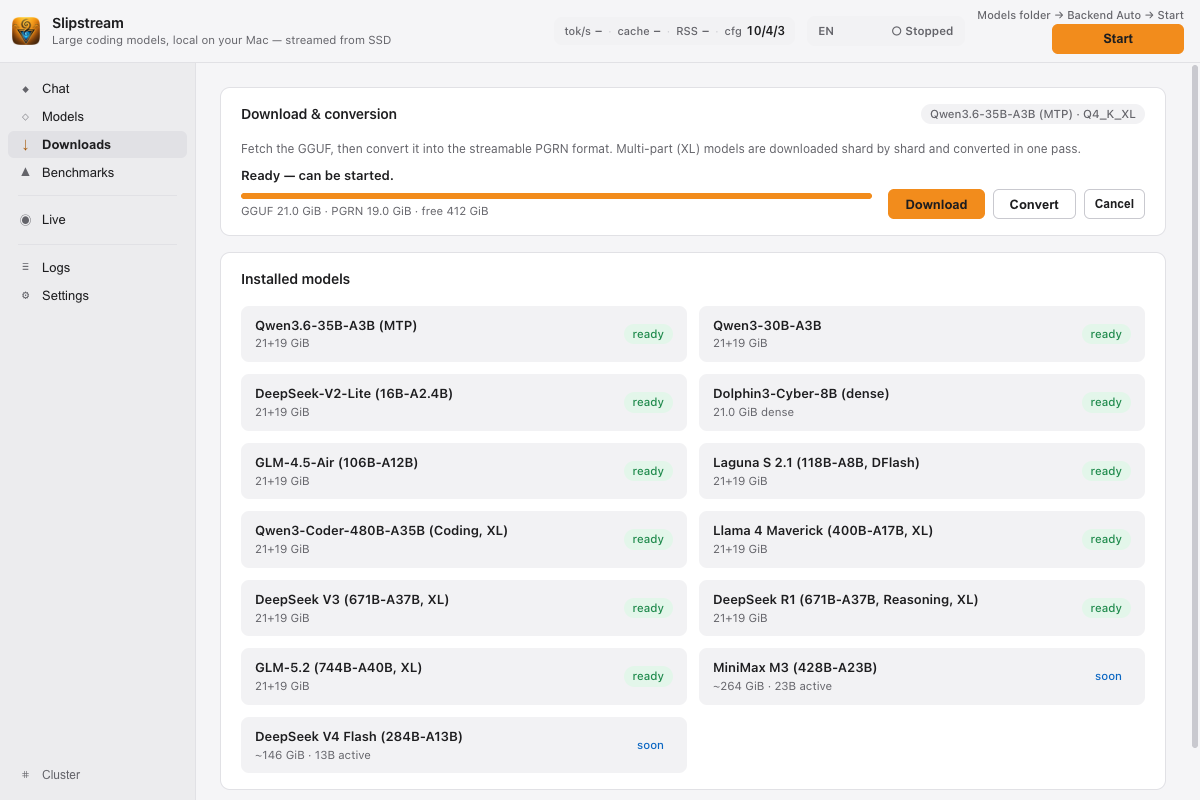 Slipstream
Large coding models, local on your Mac — streamed from SSD
tok/s – · cache – · RSS – · cfg 10/4/3
EN
Stopped
Models folder → Backend Auto → Start
Start
Chat
Models
Downloads
Benchmarks
Live
Logs
Settings
Cluster
Download & conversion
Qwen3.6-35B-A3B (MTP) · Q4_K_XL
Fetch the GGUF, then convert it into the streamable PGRN format. Multi-part (XL) models are downloaded shard by shard and converted in one pass.
Ready — can be started.
GGUF 21.0 GiB · PGRN 19.0 GiB · free 412 GiB
Download
Convert
Cancel
Installed models
Qwen3.6-35B-A3B (MTP)
21+19 GiB
ready
Qwen3-30B-A3B
21+19 GiB
ready
DeepSeek-V2-Lite (16B-A2.4B)
21+19 GiB
ready
Dolphin3-Cyber-8B (dense)
21.0 GiB dense
ready
GLM-4.5-Air (106B-A12B)
21+19 GiB
ready
Laguna S 2.1 (118B-A8B, DFlash)
21+19 GiB
ready
Qwen3-Coder-480B-A35B (Coding, XL)
21+19 GiB
ready
Llama 4 Maverick (400B-A17B, XL)
21+19 GiB
ready
DeepSeek V3 (671B-A37B, XL)
21+19 GiB
ready
DeepSeek R1 (671B-A37B, Reasoning, XL)
21+19 GiB
ready
GLM-5.2 (744B-A40B, XL)
21+19 GiB
ready
MiniMax M3 (428B-A23B)
~264 GiB · 23B active
soon
DeepSeek V4 Flash (284B-A13B)
~146 GiB · 13B active
soon